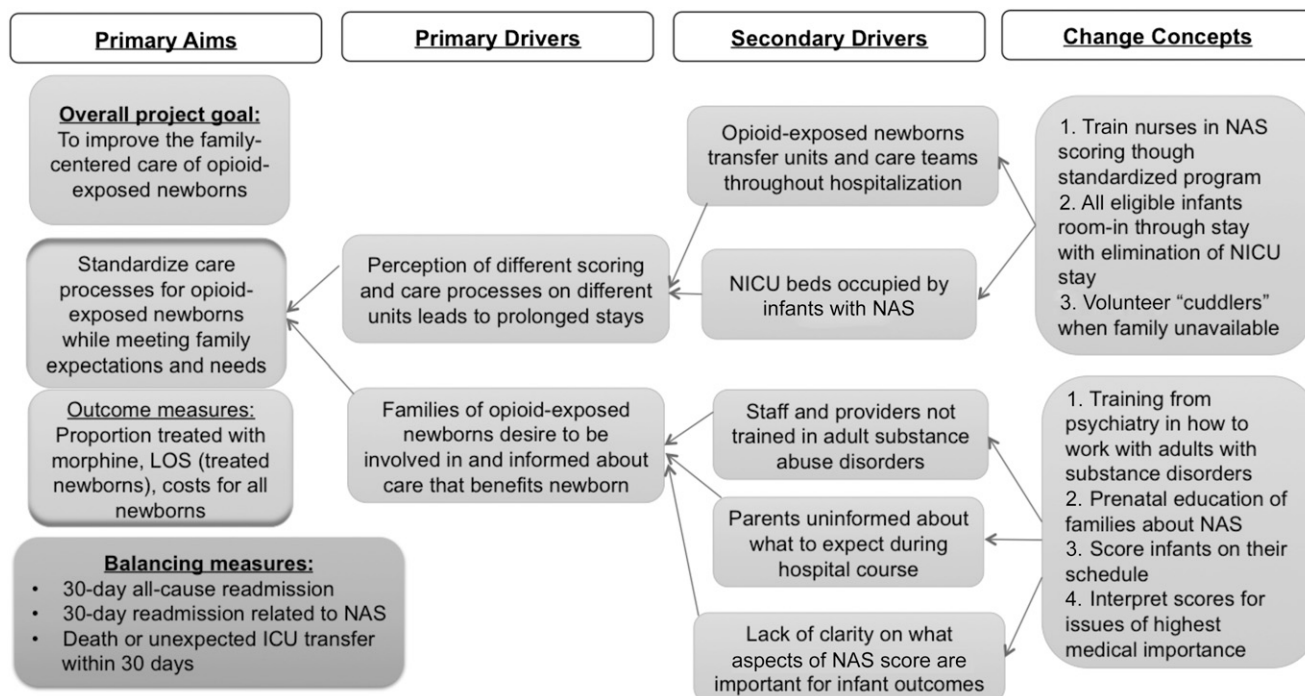 Primary Aims
Primary Drivers
Secondary Drivers
Change Concepts
Overall project goal:
To improve the family-
centered care of opioid-
exposed newborns
Standardize care
processes for opioid-
exposed newborns
while meeting family
expectations and needs
Outcome measures:
Proportion treated with
morphine, LOS (treated
newborns), costs for all
newborns
Balancing measures:
• 30-day all-cause readmission
• 30-day readmission related to NAS
• Death or unexpected ICU transfer
within 30 days
Perception of different scoring
and care processes on different
units leads to prolonged stays
Families of opioid-exposed
newborns desire to be
involved in and informed about
care that benefits newborn
Opioid-exposed newborns
transfer units and care teams
throughout hospitalization
NICU beds occupied by
infants with NAS
Staff and providers not
trained in adult substance
abuse disorders
Parents uninformed about
what to expect during
hospital course
Lack of clarity on what
aspects of NAS score are
important for infant outcomes
1. Train nurses in NAS
scoring though
standardized program
2. All eligible infants
room-in through stay
with elimination of NICU
stay
3. Volunteer “cuddlers”
when family unavailable
1. Training from
psychiatry in how to
work with adults with
substance disorders
2. Prenatal education of
families about NAS
3. Score infants on their
schedule
4. Interpret scores for
issues of highest
medical importance